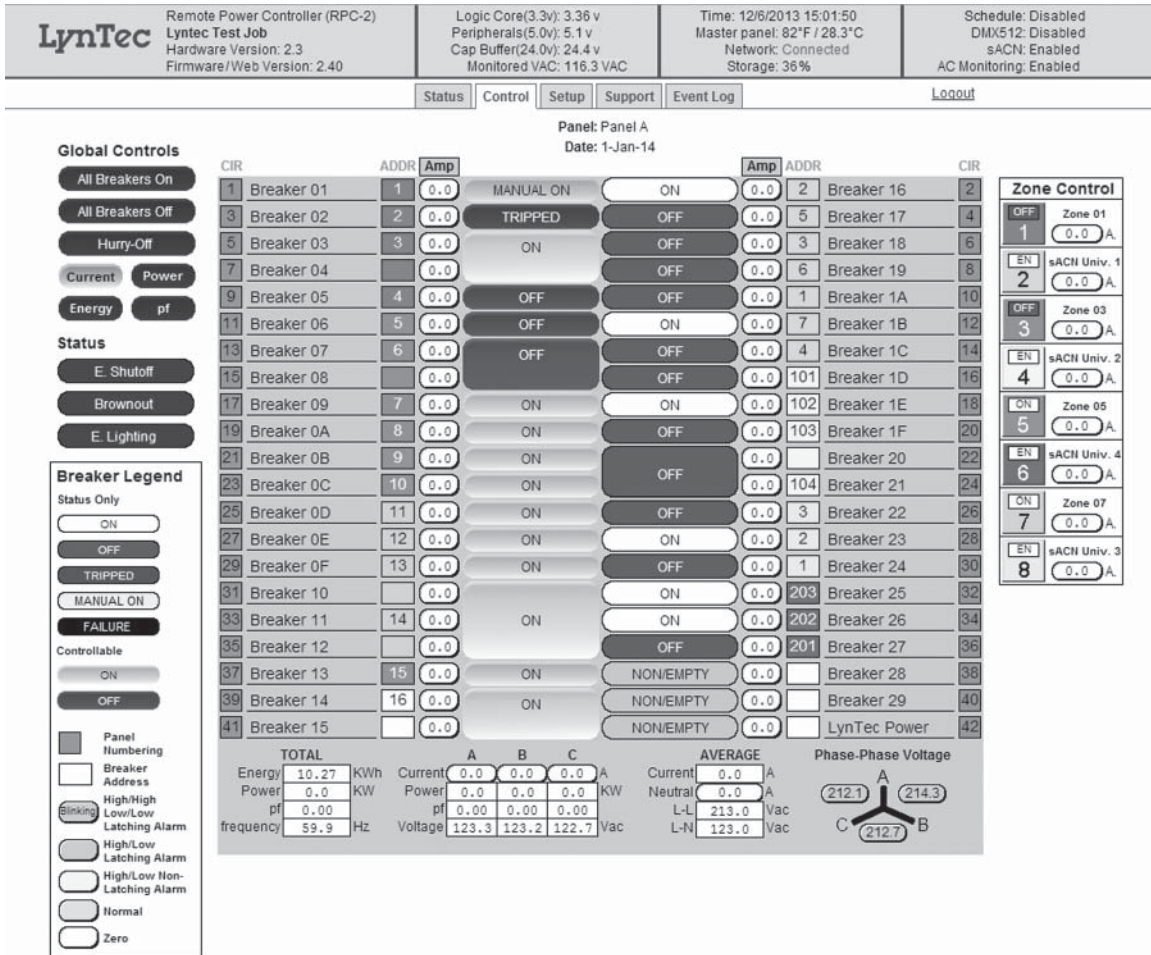 LynTec
Remote Power Controller (RPC-2)
Lyntec Test Job
Hardware Version: 2.3
Firmware/Web Version: 2.40
Logic Core(3.3v): 3.36 v
Peripherals(5.0v): 5.1 v
Cap Buffer(24.0v): 24.4 v
Monitored VAC: 116.3 VAC
Time: 12/6/2013 15:01:50
Master panel: 82°F / 28.3°C
Network: Connected
Storage: 36%
Schedule: Disabled
DMX512: Disabled
sACN: Enabled
AC Monitoring: Enabled
Status Control Setup Support Event Log Logout
Panel: Panel A
Date: 1-Jan-14
Global Controls
All Breakers On
All Breakers Off
Hurry-Off
Current Power
Energy pf
Status
E. Shutoff
Brownout
E. Lighting
Breaker Legend
Status Only
ON
OFF
TRIPPED
MANUAL ON
FAILURE
Controllable
ON
OFF
Panel Numbering
Breaker Address
Blinking High/High Low/Low Latching Alarm
High/Low Latching Alarm
High/Low Non-Latching Alarm
Normal
Zero
CIR ADDR Amp Amp ADDR CIR
1 Breaker 01 1 0.0 MANUAL ON ON 0.0 2 Breaker 16 2
3 Breaker 02 2 0.0 TRIPPED OFF 0.0 5 Breaker 17 4
5 Breaker 03 3 0.0 ON OFF 0.0 3 Breaker 18 6
7 Breaker 04 0.0 OFF 0.0 6 Breaker 19 8
9 Breaker 05 4 0.0 OFF OFF 0.0 1 Breaker 1A 10
11 Breaker 06 5 0.0 OFF ON 0.0 7 Breaker 1B 12
13 Breaker 07 6 0.0 OFF OFF 0.0 4 Breaker 1C 14
15 Breaker 08 0.0 OFF 0.0 101 Breaker 1D 16
17 Breaker 09 7 0.0 ON ON 0.0 102 Breaker 1E 18
19 Breaker 0A 8 0.0 ON OFF 0.0 103 Breaker 1F 20
21 Breaker 0B 9 0.0 ON OFF 0.0 Breaker 20 22
23 Breaker 0C 10 0.0 ON 0.0 104 Breaker 21 24
25 Breaker 0D 11 0.0 ON OFF 0.0 3 Breaker 22 26
27 Breaker 0E 12 0.0 ON ON 0.0 2 Breaker 23 28
29 Breaker 0F 13 0.0 ON OFF 0.0 1 Breaker 24 30
31 Breaker 10 0.0 ON 0.0 203 Breaker 25 32
33 Breaker 11 14 0.0 ON ON 0.0 202 Breaker 26 34
35 Breaker 12 0.0 OFF 0.0 201 Breaker 27 36
37 Breaker 13 15 0.0 ON NON/EMPTY 0.0 Breaker 28 38
39 Breaker 14 16 0.0 ON NON/EMPTY 0.0 Breaker 29 40
41 Breaker 15 0.0 NON/EMPTY 0.0 LynTec Power 42
TOTAL
Energy 10.27 KWh
Power 0.0 KW
pf 0.00
frequency 59.9 Hz
A B C
Current 0.0 0.0 0.0 A
Power 0.0 0.0 0.0 KW
pf 0.00 0.00 0.00
Voltage 123.3 123.2 122.7 Vac
AVERAGE
Current 0.0 A
Neutral 0.0 A
L-L 213.0 Vac
L-N 123.0 Vac
Phase-Phase Voltage
A
212.1 214.3
C 212.7 B
Zone Control
OFF Zone 01
1 0.0 A.
EN sACN Univ. 1
2 0.0 A.
OFF Zone 03
3 0.0 A.
EN sACN Univ. 2
4 0.0 A.
ON Zone 05
5 0.0 A.
EN sACN Univ. 4
6 0.0 A.
ON Zone 07
7 0.0 A.
EN sACN Univ. 3
8 0.0 A.